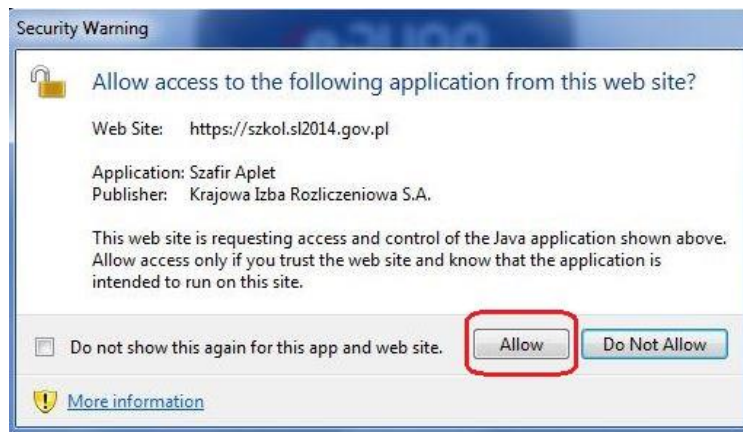 Security Warning
Allow access to the following application from this web site?
Web Site: https://szkol.sl2014.gov.pl
Application: Szafir Aplet
Publisher: Krajowa Izba Rozliczeniowa S.A.
This web site is requesting access and control of the Java application shown above.
Allow access only if you trust the web site and know that the application is
intended to run on this site.
Do not show this again for this app and web site.
Allow
Do Not Allow
More information